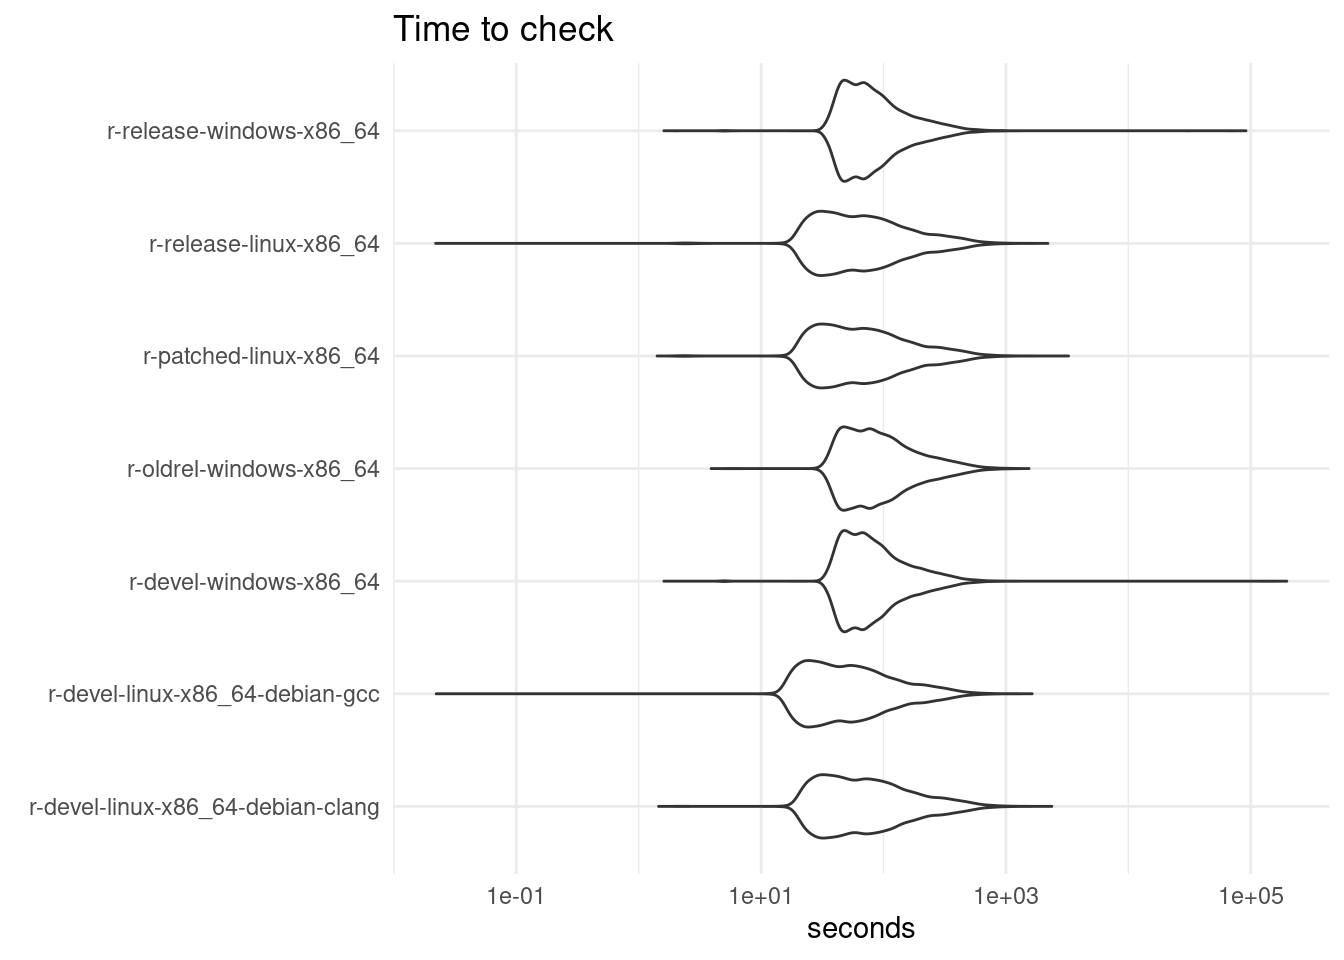 Time to check
r-release-windows-x86_64
r-release-linux-x86_64
r-patched-linux-x86_64
r-oldrel-windows-x86_64
r-devel-windows-x86_64
r-devel-linux-x86_64-debian-gcc
r-devel-linux-x86_64-debian-clang
1e-01 1e+01 1e+03 1e+05
seconds